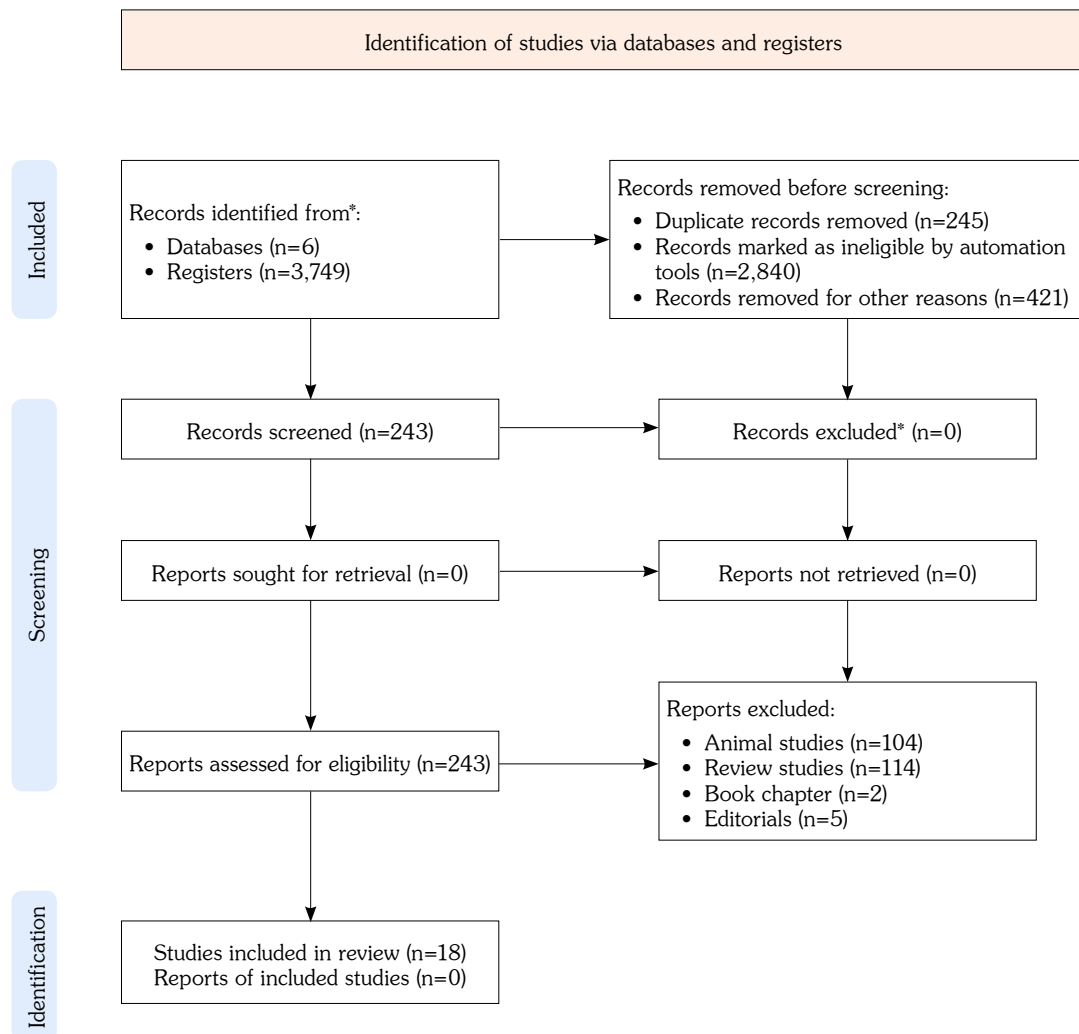 Identification of studies via databases and registers
Included
Records identified from*:
• Databases (n=6)
• Registers (n=3,749)
Records removed before screening:
• Duplicate records removed (n=245)
• Records marked as ineligible by automation
tools (n=2,840)
• Records removed for other reasons (n=421)
Screening
Records screened (n=243)
Records excluded* (n=0)
Reports sought for retrieval (n=0)
Reports not retrieved (n=0)
Reports assessed for eligibility (n=243)
Reports excluded:
• Animal studies (n=104)
• Review studies (n=114)
• Book chapter (n=2)
• Editorials (n=5)
Identification
Studies included in review (n=18)
Reports of included studies (n=0)